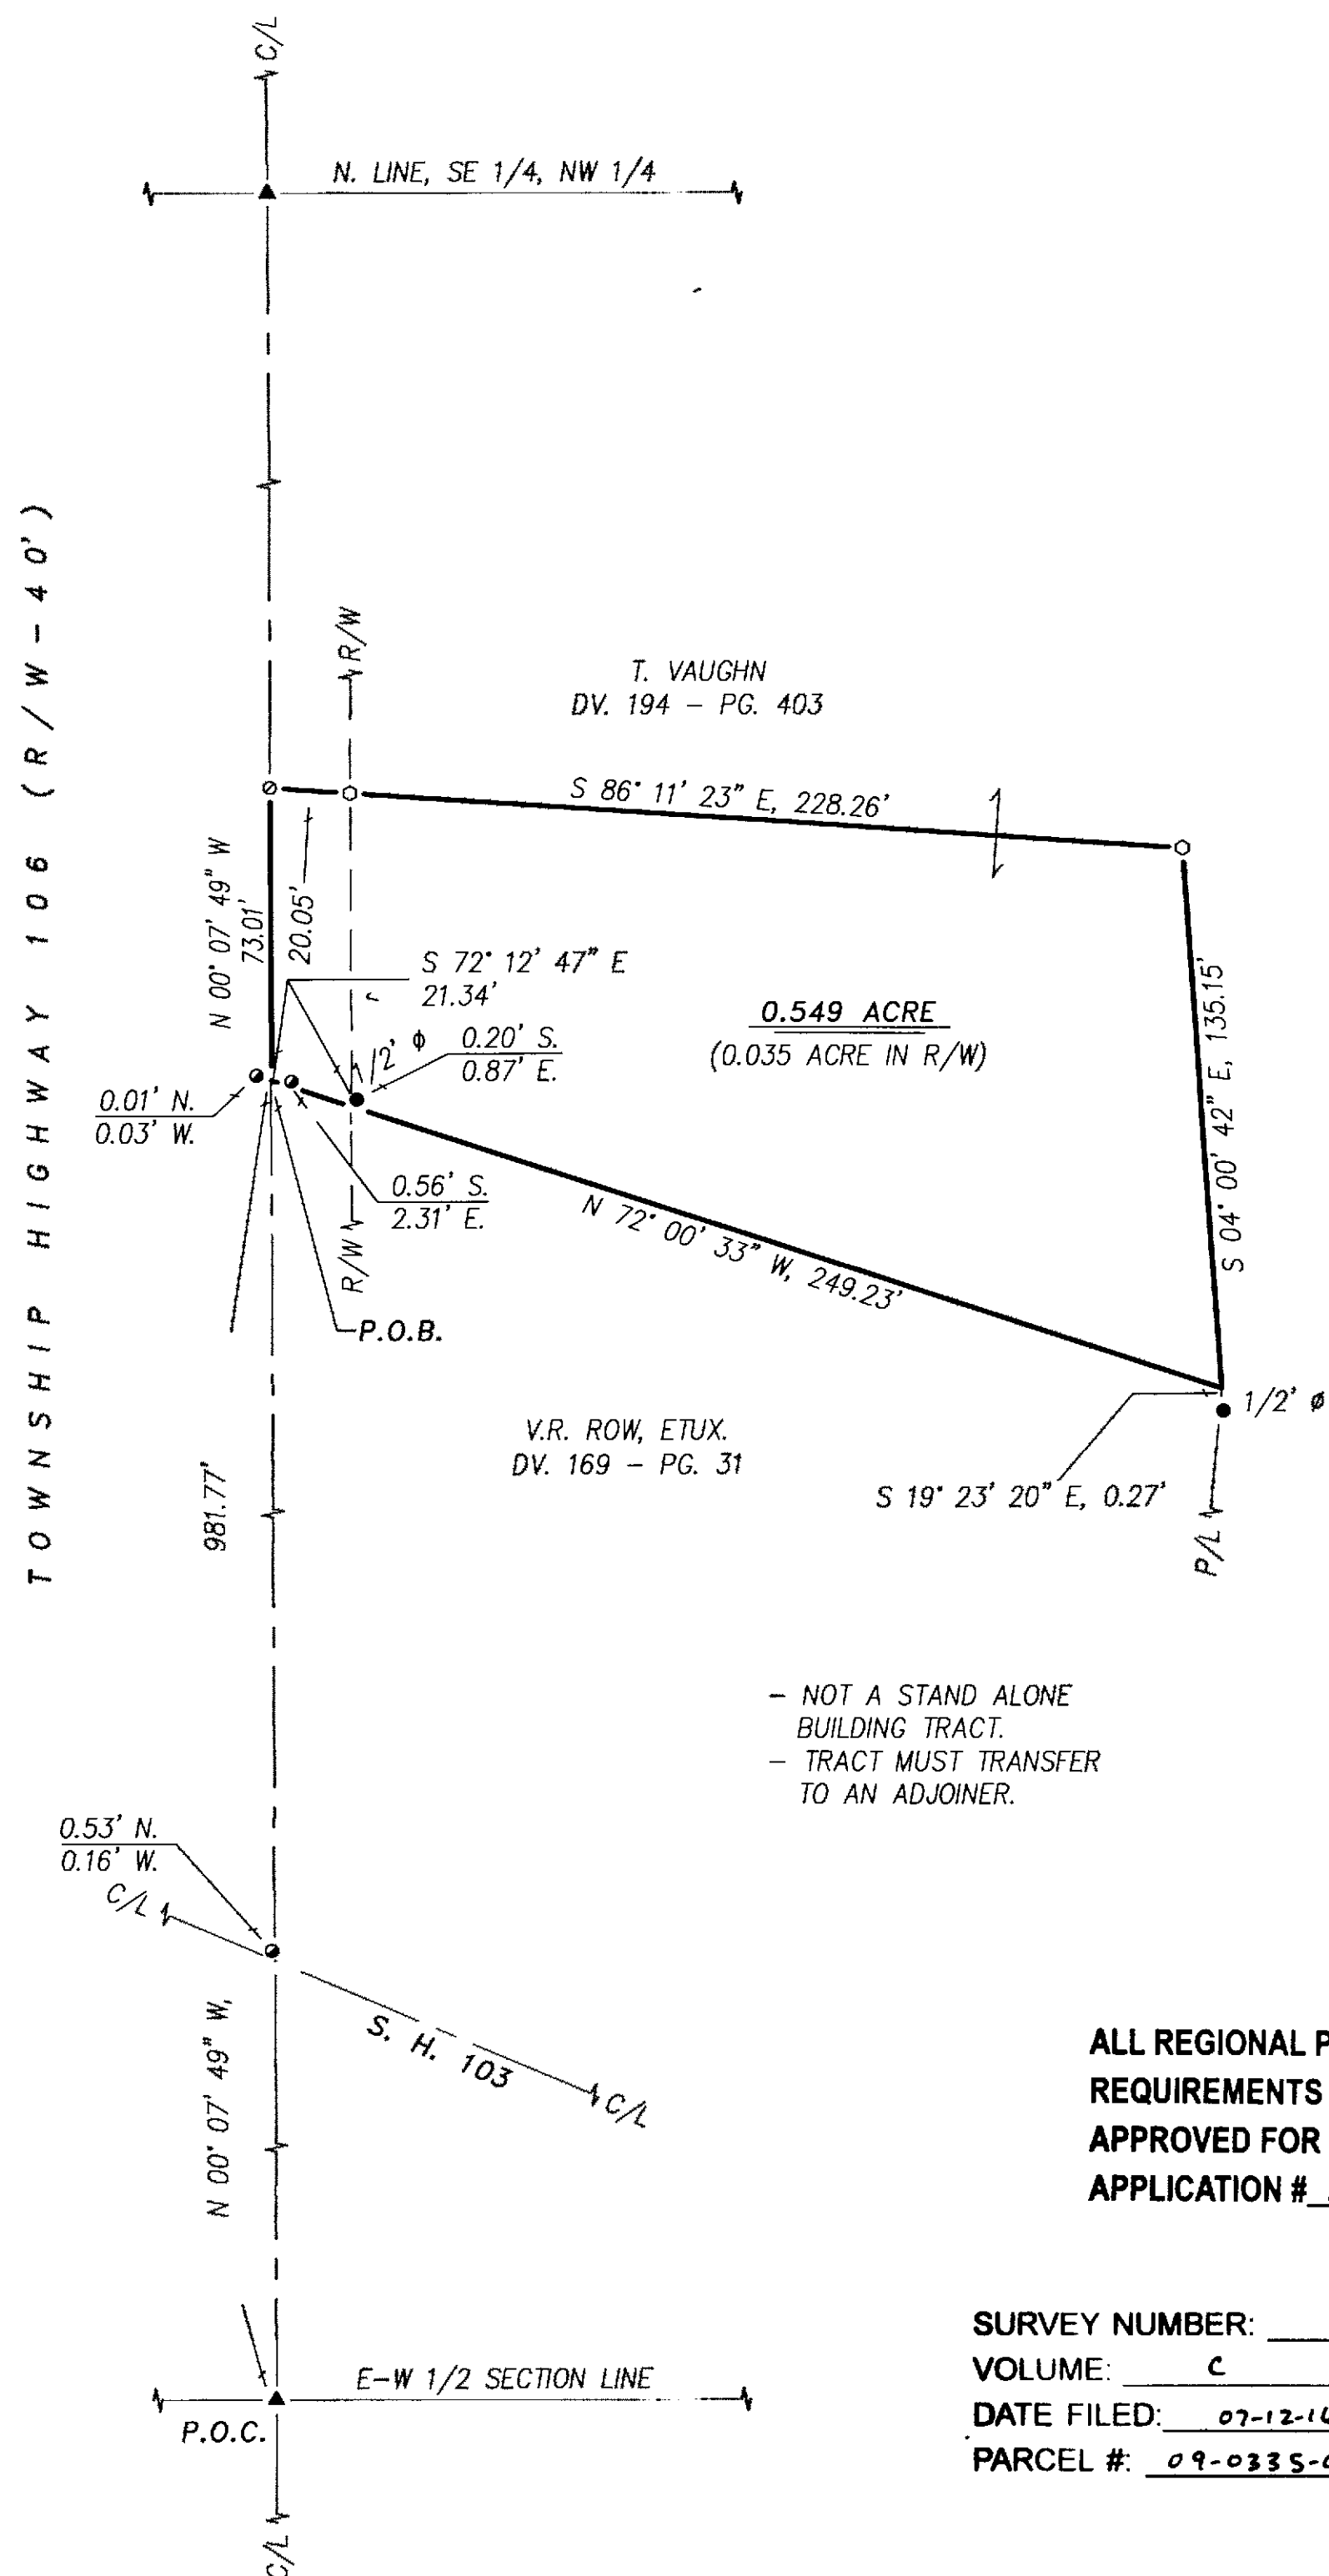 C/L
N. LINE, SE 1/4, NW 1/4
TOWNSHIP HIGHWAY 106 (R/W-40')
R/W
T. VAUGHN
DV. 194 - PG. 403
S 86° 11' 23" E, 228.26'
N 00° 07' 49" W
73.01'
20.05'
S 72° 12' 47" E
21.34'
1/2' ϕ
0.20' S.
0.87' E.
0.549 ACRE
(0.035 ACRE IN R/W)
S 04° 00' 42" E, 135.15'
0.01' N.
0.03' W.
0.56' S.
2.31' E.
R/W
N 72° 00' 33" W, 249.23'
P.O.B.
1/2' ϕ
V.R. ROW, ETUX.
DV. 169 - PG. 31
S 19° 23' 20" E, 0.27'
P/L
981.77'
- NOT A STAND ALONE
BUILDING TRACT.
- TRACT MUST TRANSFER
TO AN ADJOINER.
0.53' N.
0.16' W.
C/L
S. H. 103
C/L
N 00° 07' 49" W,
ALL REGIONAL P
REQUIREMENTS
APPROVED FOR
APPLICATION #
SURVEY NUMBER:
VOLUME: C
DATE FILED: 07-12-1
PARCEL #: 09-0335-
E-W 1/2 SECTION LINE
P.O.C.
C/L